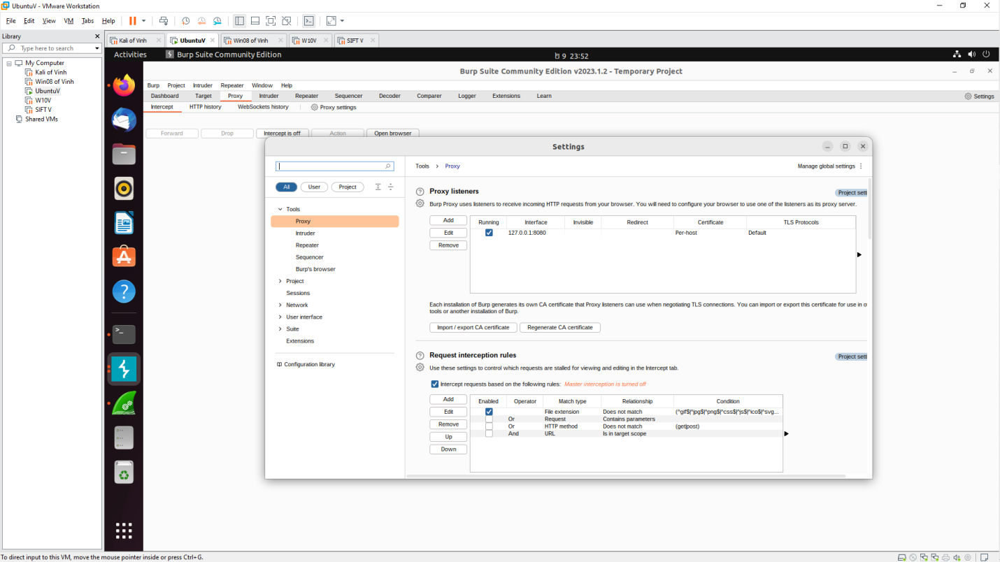 UbuntuV - VMware Workstation
File Edit View VM Tabs Help
Library
Type here to search
My Computer
Kali of Vinh
Win08 of Vinh
UbuntuV
W10V
SIFT V
Shared VMs
Kali of Vinh UbuntuV Win08 of Vinh W10V SIFT V
Activities Burp Suite Community Edition 23:52
Burp Suite Community Edition v2023.1.2 - Temporary Project
Burp Project Intruder Repeater Window Help
Dashboard Target Proxy Intruder Repeater Sequencer Decoder Comparer Logger Extensions Learn Settings
Intercept HTTP history WebSockets history Proxy settings
Forward Drop Intercept is off Action Open browser
Settings
All User Project
Tools
Proxy
Intruder
Repeater
Sequencer
Burp's browser
Project
Sessions
Network
User interface
Suite
Extensions
Configuration library
Tools > Proxy Manage global settings
Proxy listeners Project sett
Burp Proxy uses listeners to receive incoming HTTP requests from your browser. You will need to configure your browser to use one of the listeners as its proxy server.
Add
Edit
Remove
Running Interface Invisible Redirect Certificate TLS Protocols
127.0.0.1:8080 Per-host Default
Each installation of Burp generates its own CA certificate that Proxy listeners can use when negotiating TLS connections. You can import or export this certificate for use in o
tools or another installation of Burp.
Import / export CA certificate Regenerate CA certificate
Request interception rules Project sett
Use these settings to control which requests are stalled for viewing and editing in the Intercept tab.
Intercept requests based on the following rules: Master interception is turned off
Add
Edit
Remove
Up
Down
Enabled Operator Match type Relationship Condition
File extension Does not match (^gif$|^jpg$|^png$|^css$|^js$|^ico$|^svg...
Or Request Contains parameters
Or HTTP method Does not match (get|post)
And URL Is in target scope
To direct input to this VM, move the mouse pointer inside or press Ctrl+G.